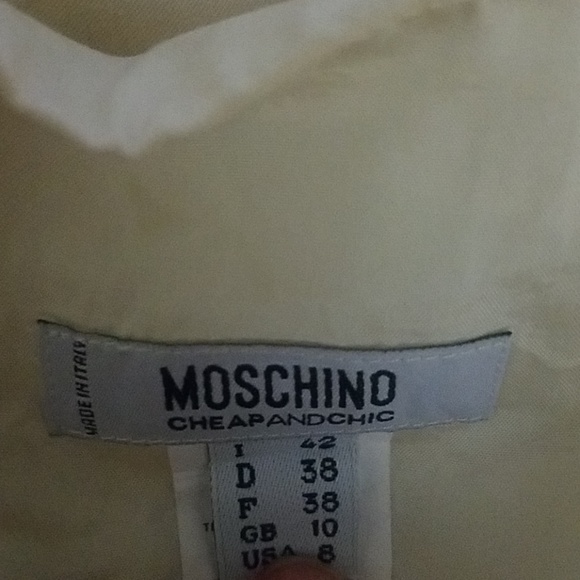 MADE IN ITALY
MOSCHINO
CHEAPANDCHIC
I 42
D 38
F 38
GB 10
USA 8